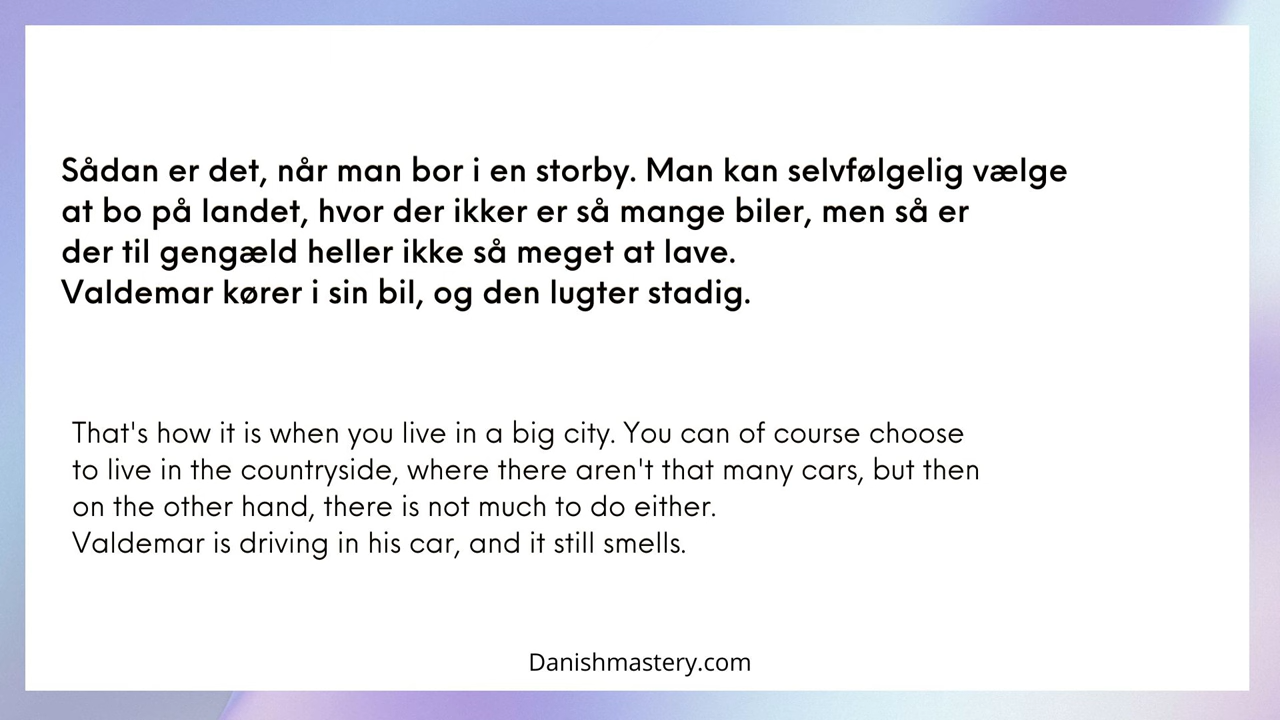 Sådan er det, når man bor i en storby. Man kan selvfølgelig vælge
at bo på landet, hvor der ikker er så mange biler, men så er
der til gengæld heller ikke så meget at lave.
Valdemar kører i sin bil, og den lugter stadig.
That's how it is when you live in a big city. You can of course choose
to live in the countryside, where there aren't that many cars, but then
on the other hand, there is not much to do either.
Valdemar is driving in his car, and it still smells.
Danishmastery.com